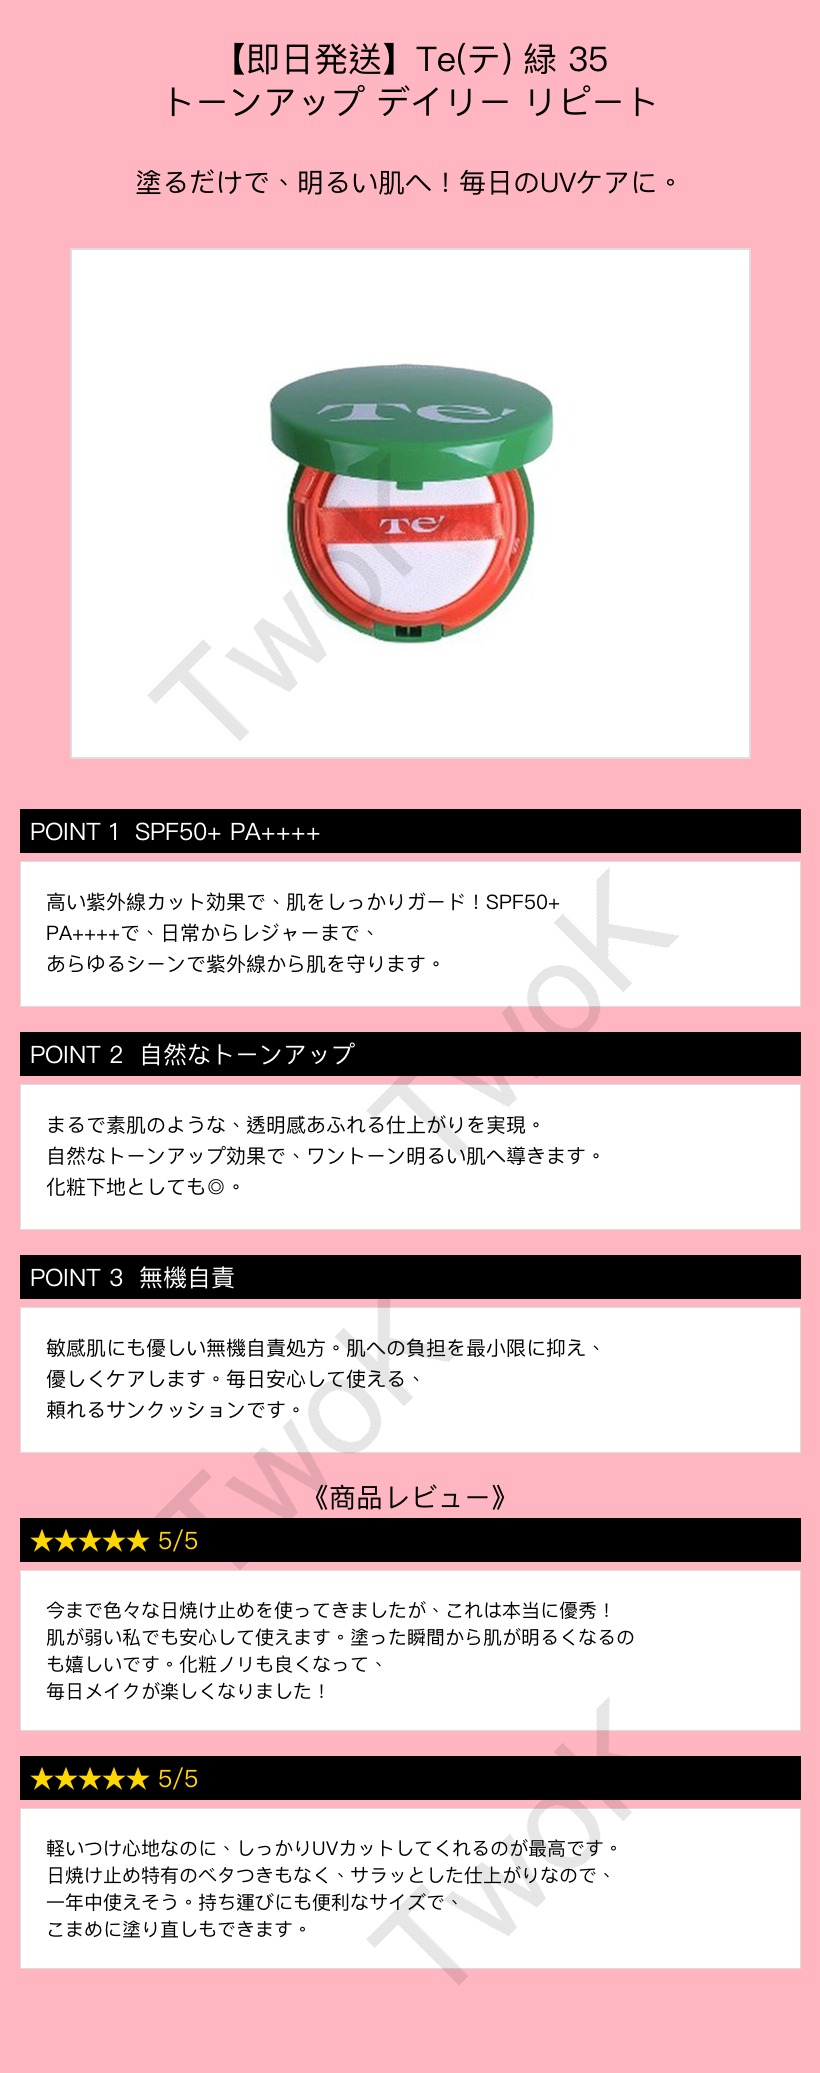 【即日発送】Te(テ) 緑 35
トーンアップ デイリー リピート
塗るだけで、明るい肌へ！毎日のUVケアに。
Te'
Te'
TwoK
POINT 1 SPF50+ PA++++
高い紫外線カット効果で、肌をしっかりガード！SPF50+
PA++++で、日常からレジャーまで、
あらゆるシーンで紫外線から肌を守ります。
TwoK
POINT 2 自然なトーンアップ
まるで素肌のような、透明感あふれる仕上がりを実現。
自然なトーンアップ効果で、ワントーン明るい肌へ導きます。
化粧下地としても◎。
POINT 3 無機自責
敏感肌にも優しい無機自責処方。肌への負担を最小限に抑え、
優しくケアします。毎日安心して使える、
頼れるサンクッションです。
TwoK
《商品レビュー》
★★★★★ 5/5
今まで色々な日焼け止めを使ってきましたが、これは本当に優秀！
肌が弱い私でも安心して使えます。塗った瞬間から肌が明るくなるの
も嬉しいです。化粧ノリも良くなって、
毎日メイクが楽しくなりました！
★★★★★ 5/5
軽いつけ心地なのに、しっかりUVカットしてくれるのが最高です。
日焼け止め特有のベタつきもなく、サラッとした仕上がりなので、
一年中使えそう。持ち運びにも便利なサイズで、
こまめに塗り直しもできます。
TwoK